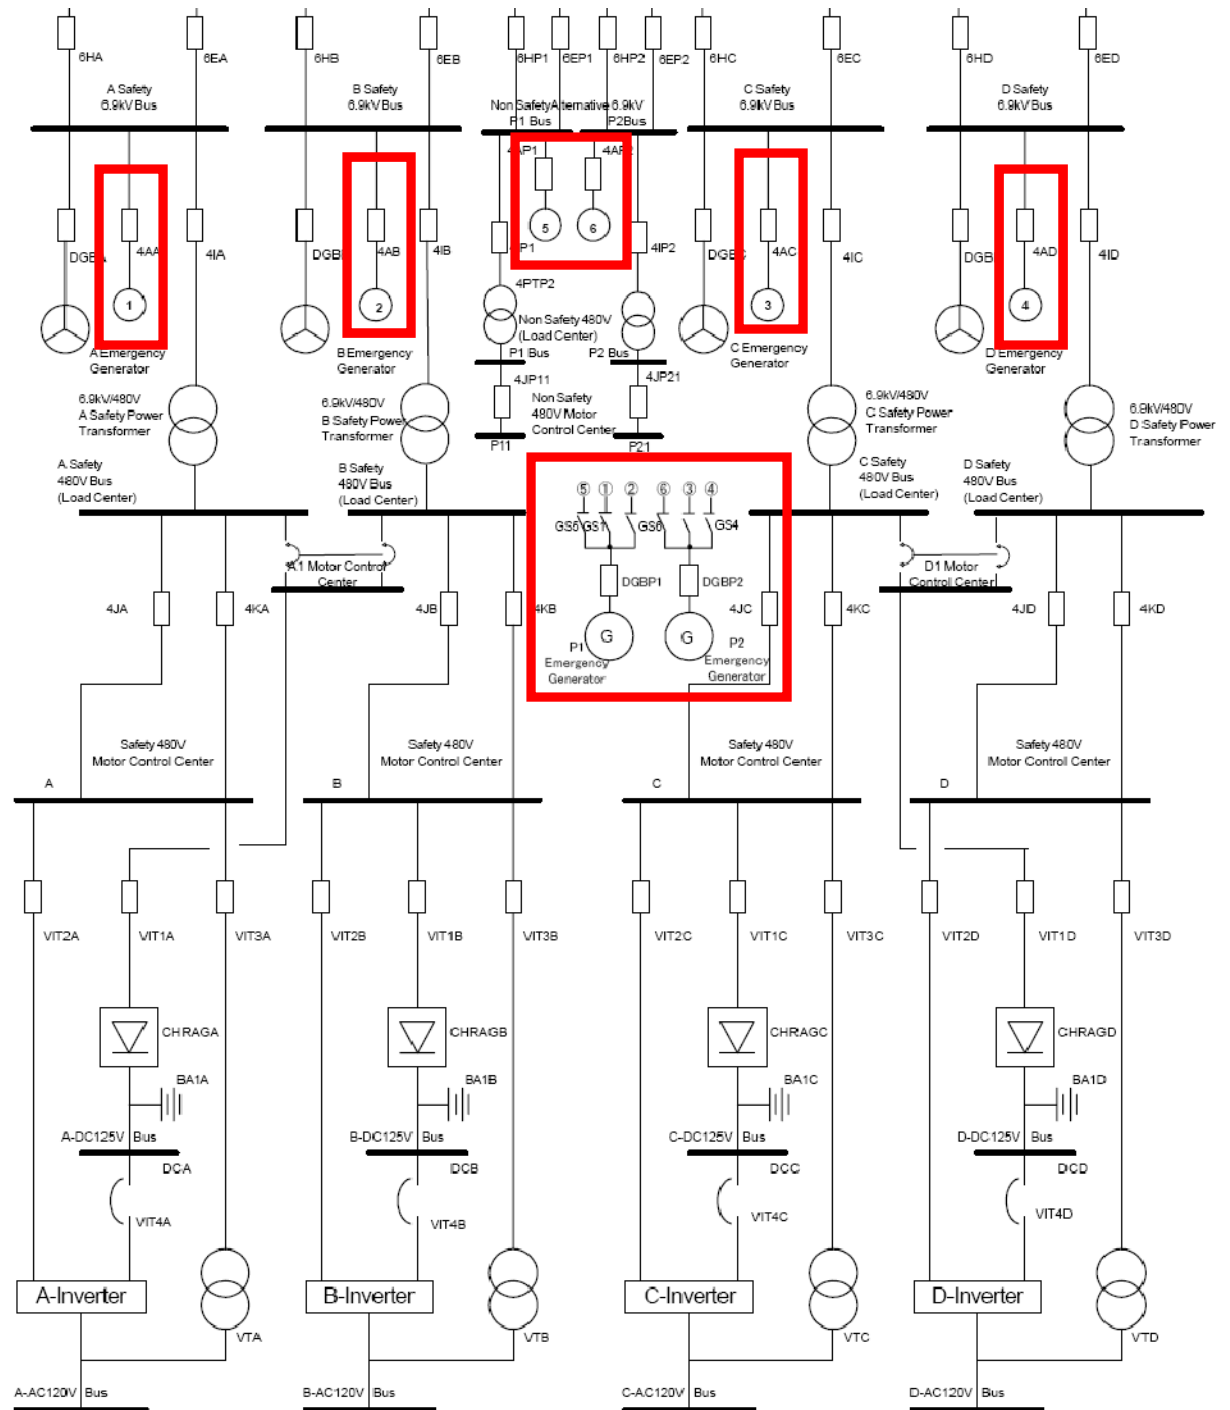 6HA
6EA
6HB
6EB
6HP1
6EP1
6HP2
6EP2
6HC
6EC
6HD
6ED
A Safety
6.9kV Bus
B Safety
6.9kV Bus
Non SafetyAlternative 6.9kV
P1 Bus
P2Bus
C Safety
6.9kV Bus
D Safety
6.9kV Bus
4AP1
4AP2
4AA
4IA
4AB
4IB
5
6
4IP2
4AC
4IC
4AD
4ID
4PTP2
1
2
3
4
Non Safety 480V
(Load Center)
A Emergency
Generator
B Emergency
Generator
P1 Bus
P2 Bus
C Emergency
Generator
D Emergency
Generator
4JP11
4JP21
6.9kV/480V
A Safety Power
Transformer
6.9kV/480V
B Safety Power
Transformer
Non Safety
480V Motor
Control Center
6.9kV/480V
C Safety Power
Transformer
6.9kV/480V
D Safety Power
Transformer
P11
P21
A Safety
480V Bus
(Load Center)
B Safety
480V Bus
(Load Center)
C Safety
480V Bus
(Load Center)
D Safety
480V Bus
(Load Center)
⑤ ① ② ⑥ ③ ④
GS5
GS1
GS6
GS4
A1 Motor Control
Center
D1 Motor
Control Center
DGBP1
DGBP2
4JA
4KA
4JB
4KB
4JC
4KC
4JD
4KD
G
G
P1
Emergency
Generator
P2
Emergency
Generator
Safety 480V
Motor Control Center
Safety 480V
Motor Control Center
Safety 480V
Motor Control Center
Safety 480V
Motor Control Center
A
B
C
D
VIT2A
VIT1A
VIT3A
VIT2B
VIT1B
VIT3B
VIT2C
VIT1C
VIT3C
VIT2D
VIT1D
VIT3D
CHRAGA
CHRAGB
CHRAGC
CHRAGD
BA1A
BA1B
BA1C
BA1D
A-DC125V Bus
B-DC125V Bus
C-DC125V Bus
D-DC125V Bus
DCA
DCB
DCC
DCD
VIT4A
VIT4B
VIT4C
VIT4D
A-Inverter
B-Inverter
C-Inverter
D-Inverter
VTA
VTB
VTC
VTD
A-AC120V Bus
B-AC120V Bus
C-AC120V Bus
D-AC120V Bus